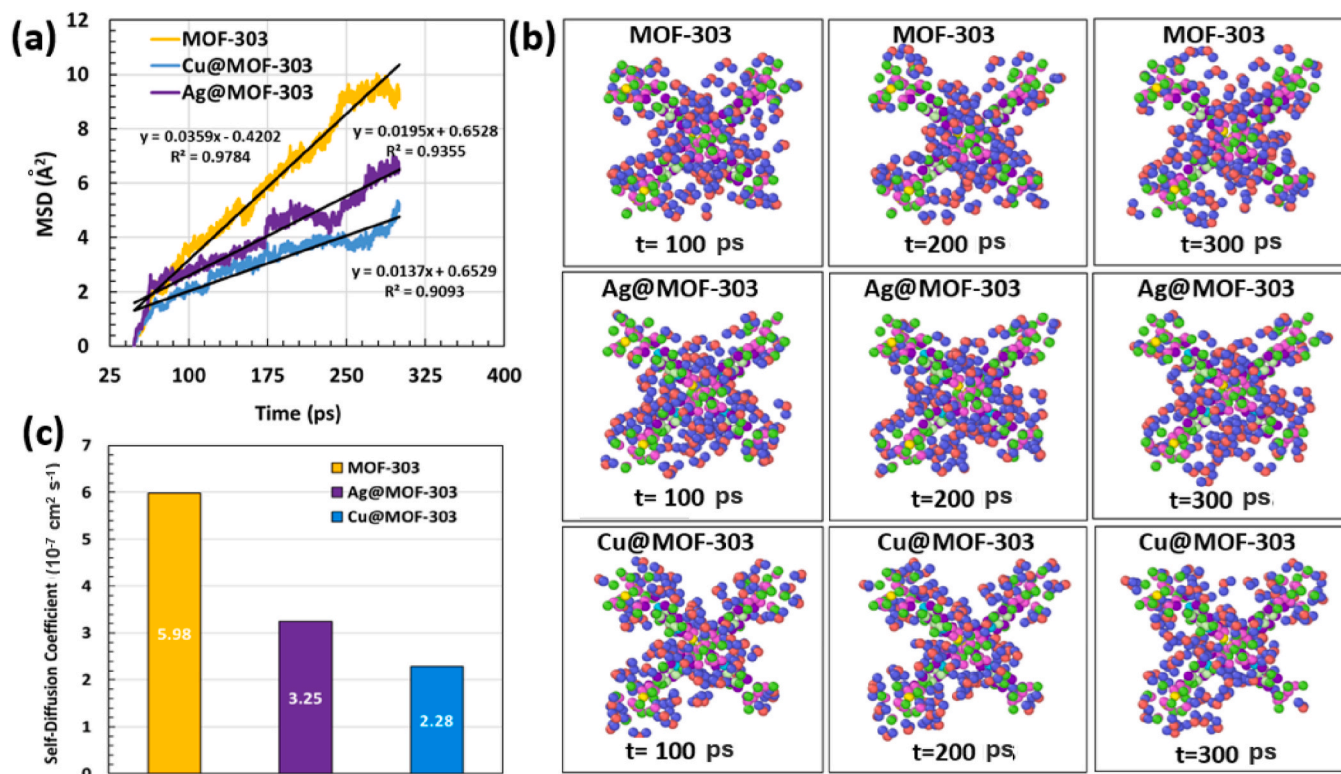 (a)
12
10
8
6
4
2
0
MSD (Å²)
MOF-303
Cu@MOF-303
Ag@MOF-303
y = 0.0359x - 0.4202
R² = 0.9784
y = 0.0195x + 0.6528
R² = 0.9355
y = 0.0137x + 0.6529
R² = 0.9093
25 100 175 250 325 400
Time (ps)
(b)
MOF-303 MOF-303 MOF-303
t= 100 ps t=200 ps t=300 ps
Ag@MOF-303 Ag@MOF-303 Ag@MOF-303
t= 100 ps t=200 ps t=300 ps
Cu@MOF-303 Cu@MOF-303 Cu@MOF-303
t= 100 ps t=200 ps t=300 ps
(c)
7
6
5
4
3
2
1
0
Self-Diffusion Coefficient (10⁻⁷ cm² s⁻¹)
MOF-303
Ag@MOF-303
Cu@MOF-303
5.98
3.25
2.28